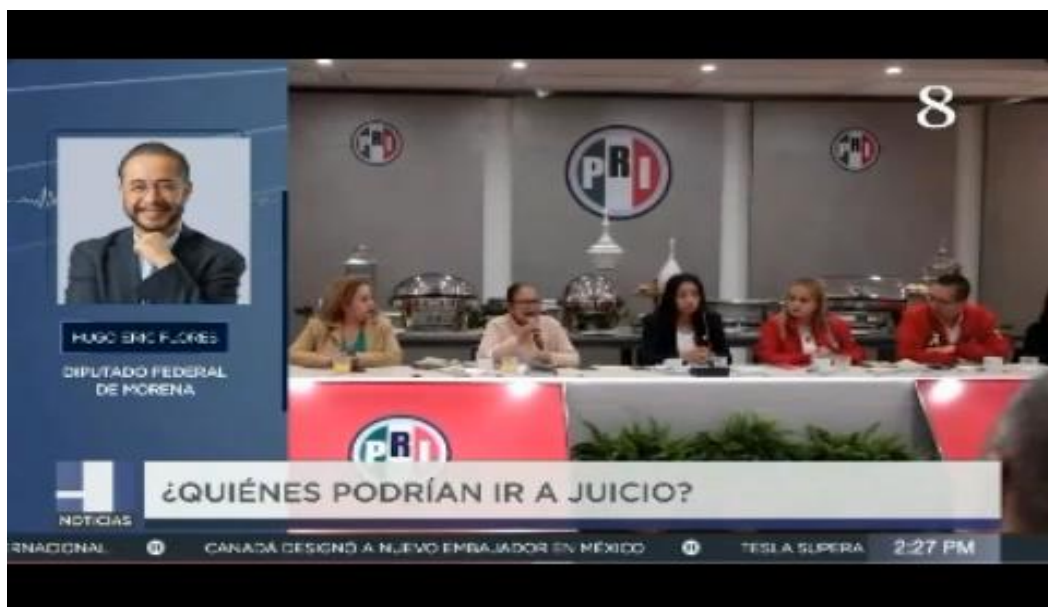 8
PRI
PRI
PRI
HUGO ERIC FLORES
DIPUTADO FEDERAL
DE MORENA
PRI
¿QUIÉNES PODRÍAN IR A JUICIO?
NOTICIAS
RNACIONAL
CANADÁ DESIGNÓ A NUEVO EMBAJADOR EN MÉXICO
TESLA SUPERA
2:27 PM